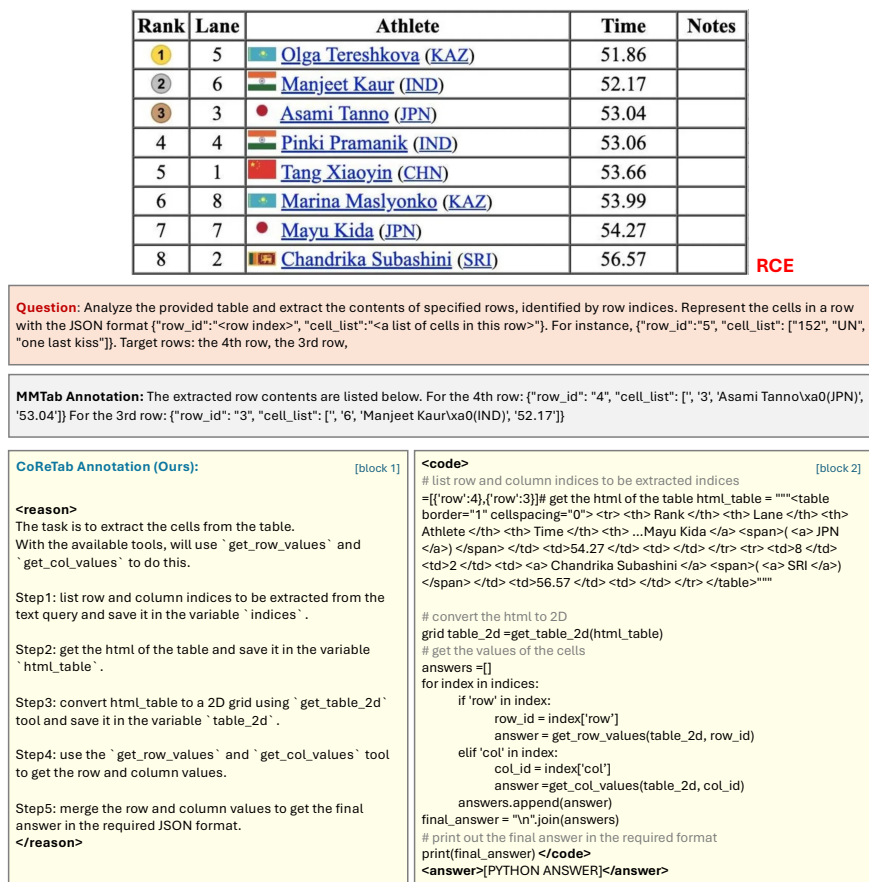 Rank Lane Athlete Time Notes
1 5 Olga Tereshkova (KAZ) 51.86
2 6 Manjeet Kaur (IND) 52.17
3 3 Asami Tanno (JPN) 53.04
4 4 Pinki Pramanik (IND) 53.06
5 1 Tang Xiaoyin (CHN) 53.66
6 8 Marina Maslyonko (KAZ) 53.99
7 7 Mayu Kida (JPN) 54.27
8 2 Chandrika Subashini (SRI) 56.57
RCE
Question: Analyze the provided table and extract the contents of specified rows, identified by row indices. Represent the cells in a row
with the JSON format {"row_id":"<row index>", "cell_list":"<a list of cells in this row>"}. For instance, {"row_id":"5", "cell_list": ["152", "UN",
"one last kiss"]}. Target rows: the 4th row, the 3rd row,
MMTab Annotation: The extracted row contents are listed below. For the 4th row: {"row_id": "4", "cell_list": ['', '3', 'Asami Tanno\xa0(JPN)',
'53.04']} For the 3rd row: {"row_id": "3", "cell_list": ['', '6', 'Manjeet Kaur\xa0(IND)', '52.17']}
CoReTab Annotation (Ours): [block 1]
<reason>
The task is to extract the cells from the table.
With the available tools, will use `get_row_values` and
`get_col_values` to do this.
Step1: list row and column indices to be extracted from the
text query and save it in the variable `indices`.
Step2: get the html of the table and save it in the variable
`html_table`.
Step3: convert html_table to a 2D grid using `get_table_2d`
tool and save it in the variable `table_2d`.
Step4: use the `get_row_values` and `get_col_values` tool
to get the row and column values.
Step5: merge the row and column values to get the final
answer in the required JSON format.
</reason>
<code> [block 2]
# list row and column indices to be extracted indices
=[{'row':4},{'row':3}]# get the html of the table html_table = """<table
border="1" cellspacing="0"> <tr> <th> Rank </th> <th> Lane </th> <th>
Athlete </th> <th> Time </th> <th> ...Mayu Kida </a> <span>( <a> JPN
</a>) </span> </td> <td>54.27 </td> <td> </td> </tr> <tr> <td>8 </td>
<td>2 </td> <td> <a> Chandrika Subashini </a> <span>( <a> SRI </a>)
</span> </td> <td>56.57 </td> <td> </td> </tr> </table>"""
# convert the html to 2D
grid table_2d =get_table_2d(html_table)
# get the values of the cells
answers =[]
for index in indices:
if 'row' in index:
row_id = index['row’]
answer = get_row_values(table_2d, row_id)
elif 'col' in index:
col_id = index['col’]
answer =get_col_values(table_2d, col_id)
answers.append(answer)
final_answer = "\n".join(answers)
# print out the final answer in the required format
print(final_answer) </code>
<answer>[PYTHON ANSWER]</answer>